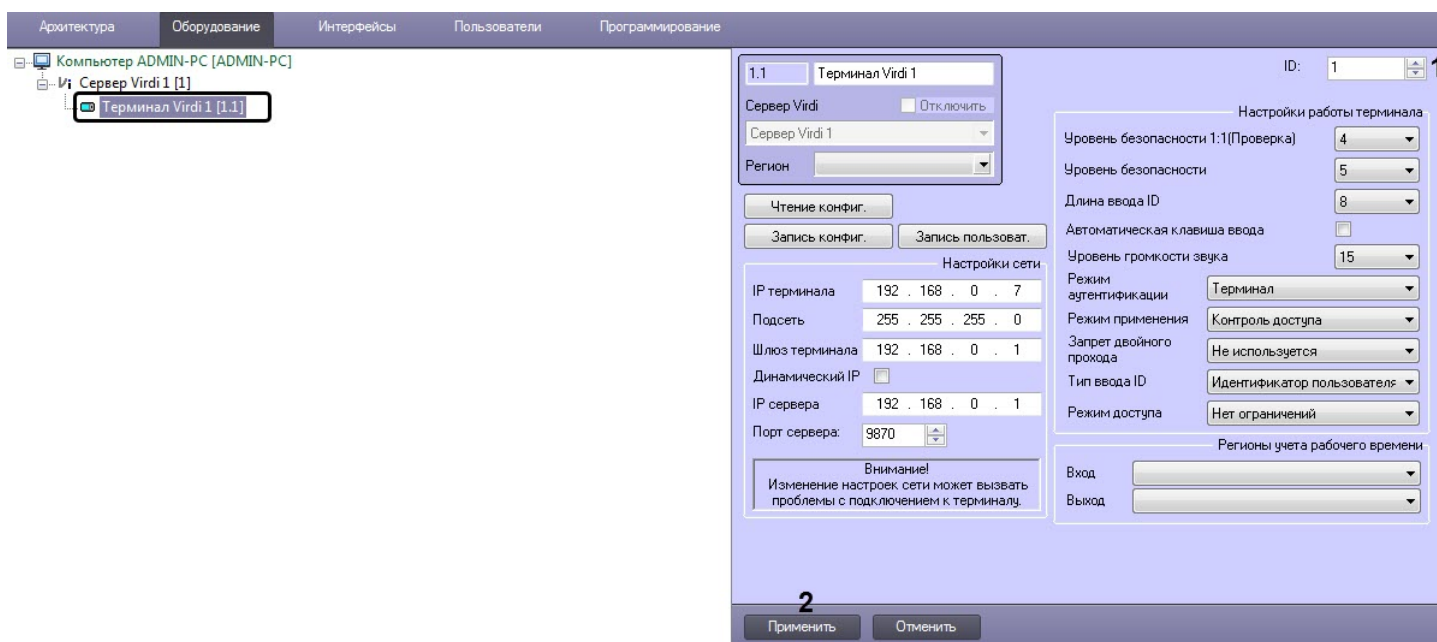 Архитектура Оборудование Интерфейсы Пользователи Программирование
Компьютер ADMIN-PC [ADMIN-PC]
Сервер Virdi 1 [1]
Терминал Virdi 1 [1.1]
1.1 Терминал Virdi 1
Сервер Virdi Отключить
Сервер Virdi 1
Регион
Чтение конфиг.
Запись конфиг. Запись пользоват.
Настройки сети
IP терминала 192 . 168 . 0 . 7
Подсеть 255 . 255 . 255 . 0
Шлюз терминала 192 . 168 . 0 . 1
Динамический IP
IP сервера 192 . 168 . 0 . 1
Порт сервера: 9870
Внимание!
Изменение настроек сети может вызвать
проблемы с подключением к терминалу.
ID: 1 1
Настройки работы терминала
Уровень безопасности 1:1(Проверка) 4
Уровень безопасности 5
Длина ввода ID 8
Автоматическая клавиша ввода
Уровень громкости звука 15
Режим
аутентификации Терминал
Режим применения Контроль доступа
Запрет двойного
прохода Не используется
Тип ввода ID Идентификатор пользователя
Режим доступа Нет ограничений
Регионы учета рабочего времени
Вход
Выход
2
Применить Отменить